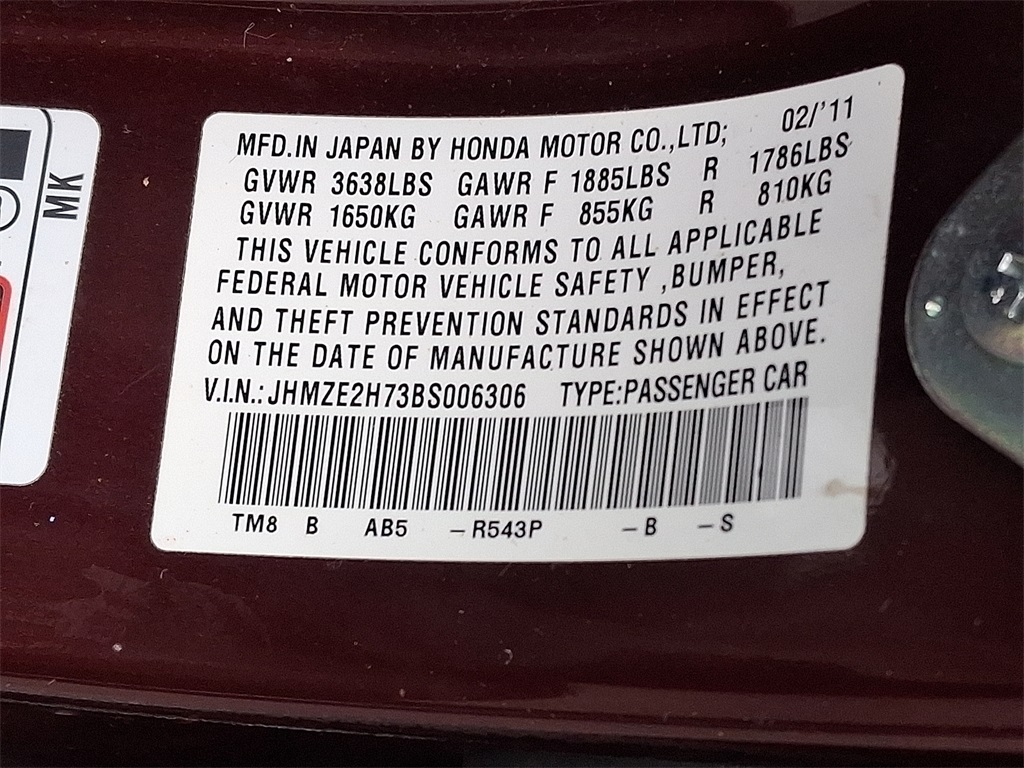 MFD.IN JAPAN BY HONDA MOTOR CO.,LTD; 02/'11
GVWR 3638LBS GAWR F 1885LBS R 1786LBS
GVWR 1650KG GAWR F 855KG R 810KG
THIS VEHICLE CONFORMS TO ALL APPLICABLE
FEDERAL MOTOR VEHICLE SAFETY ,BUMPER,
AND THEFT PREVENTION STANDARDS IN EFFECT
ON THE DATE OF MANUFACTURE SHOWN ABOVE.
V.I.N.: JHMZE2H73BS006306 TYPE:PASSENGER CAR
TM8 B AB5 – R543P – B – S
MK